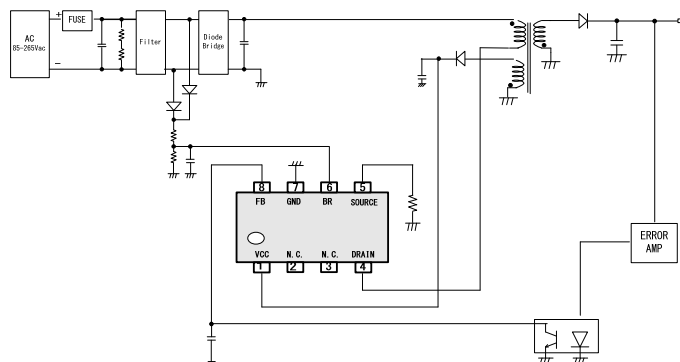 + FUSE
AC
85-265Vac
−
Filter
Diode
Bridge
8 7 6 5
FB GND BR SOURCE
VCC N.C. N.C. DRAIN
1 2 3 4
ERROR
AMP